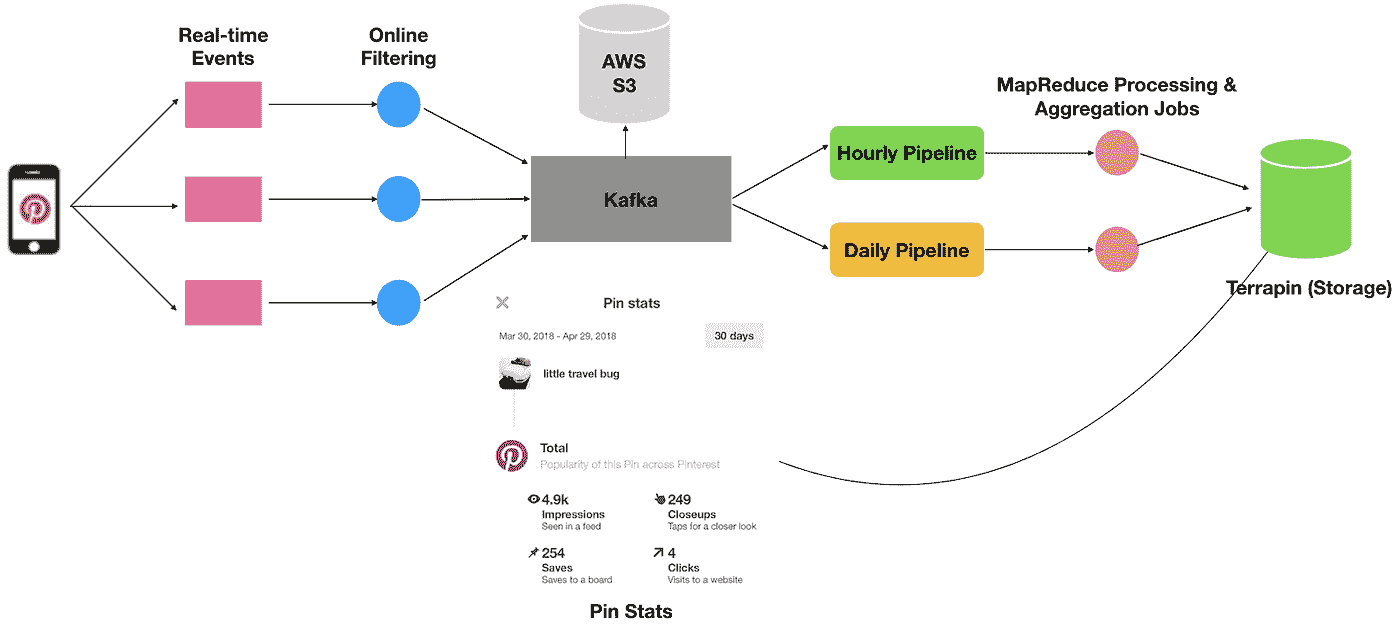 Real-time
Events
Online
Filtering
AWS
S3
MapReduce Processing &
Aggregation Jobs
Hourly Pipeline
Kafka
Daily Pipeline
Terrapin (Storage)
Pin stats
Mar 30, 2018 - Apr 29, 2018
30 days
little travel bug
Total
Popularity of this Pin across Pinterest
4.9k
Impressions
Seen in a feed
249
Closeups
Taps for a closer look
254
Saves
Saves to a board
4
Clicks
Visits to a website
Pin Stats